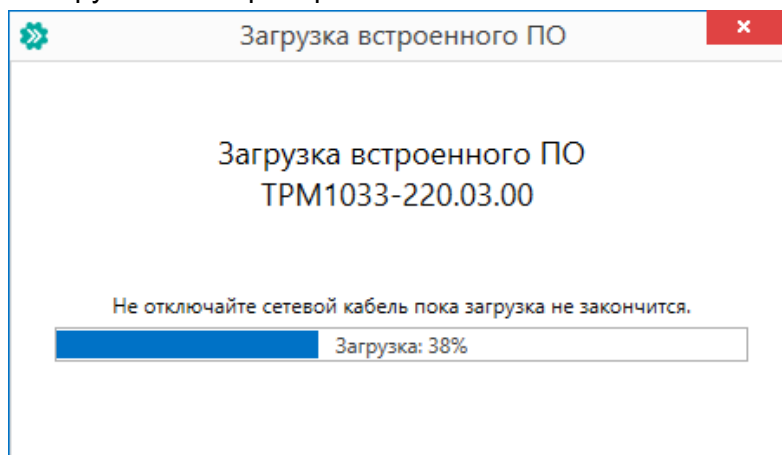 Загрузка встроенного ПО
Загрузка встроенного ПО
ТРМ1033-220.03.00
Не отключайте сетевой кабель пока загрузка не закончится.
Загрузка: 38%